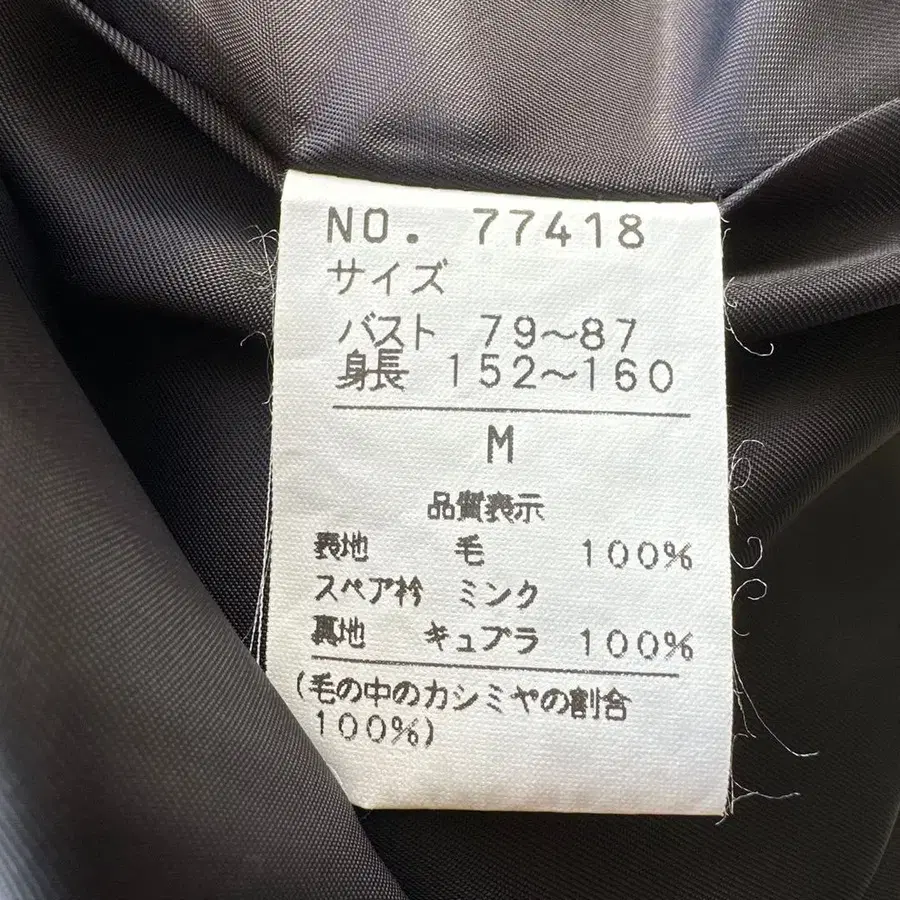 NO. 77418
サイズ
バスト 79〜87
身長 152〜160
M
品質表示
表地 毛 100%
スペア衿 ミンク
裏地 キュプラ 100%
(毛の中のカシミヤの割合
100%)